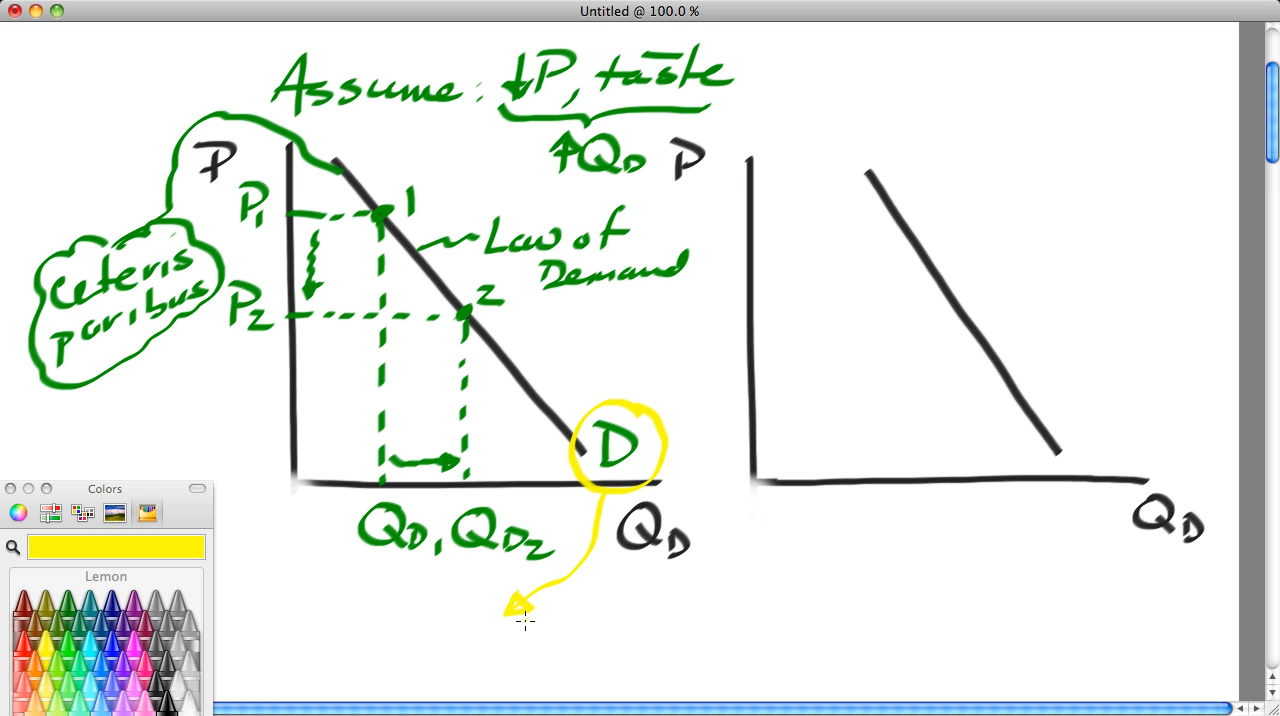 Untitled @ 100.0 %
Assume: ↓P, taste
↑QD
P
P
P1
1
Law of
Demand
Ceteris
paribus
P2
2
D
QD1 QD2
QD
QD
Colors
Lemon